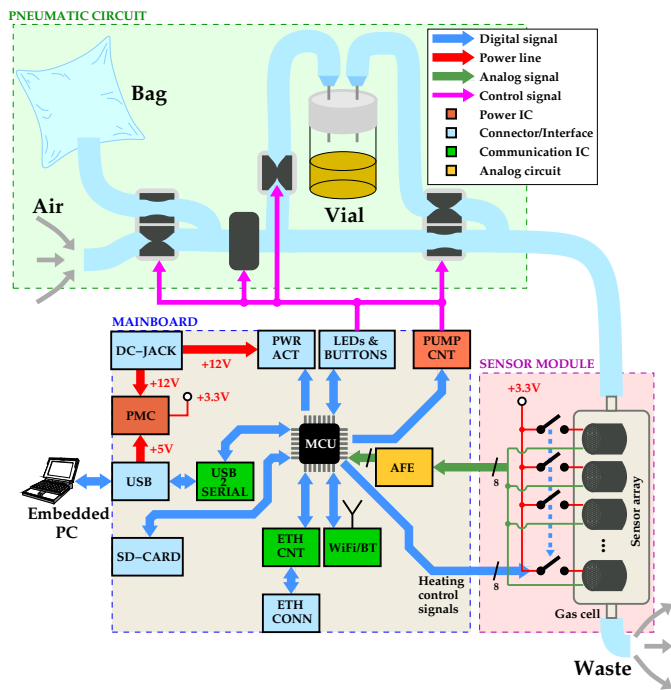 PNEUMATIC CIRCUIT
Bag
Air
Vial
Digital signal
Power line
Analog signal
Control signal
Power IC
Connector/Interface
Communication IC
Analog circuit
MAINBOARD
DC–JACK
+12V
+12V
PWR
ACT
LEDs &
BUTTONS
PUMP
CNT
PMC
+3.3V
+5V
USB
USB
2
SERIAL
MCU
AFE
Embedded
PC
SD–CARD
ETH
CNT
WiFi/BT
ETH
CONN
Heating
control
signals
8
8
SENSOR MODULE
+3.3V
Sensor array
...
Gas cell
Waste